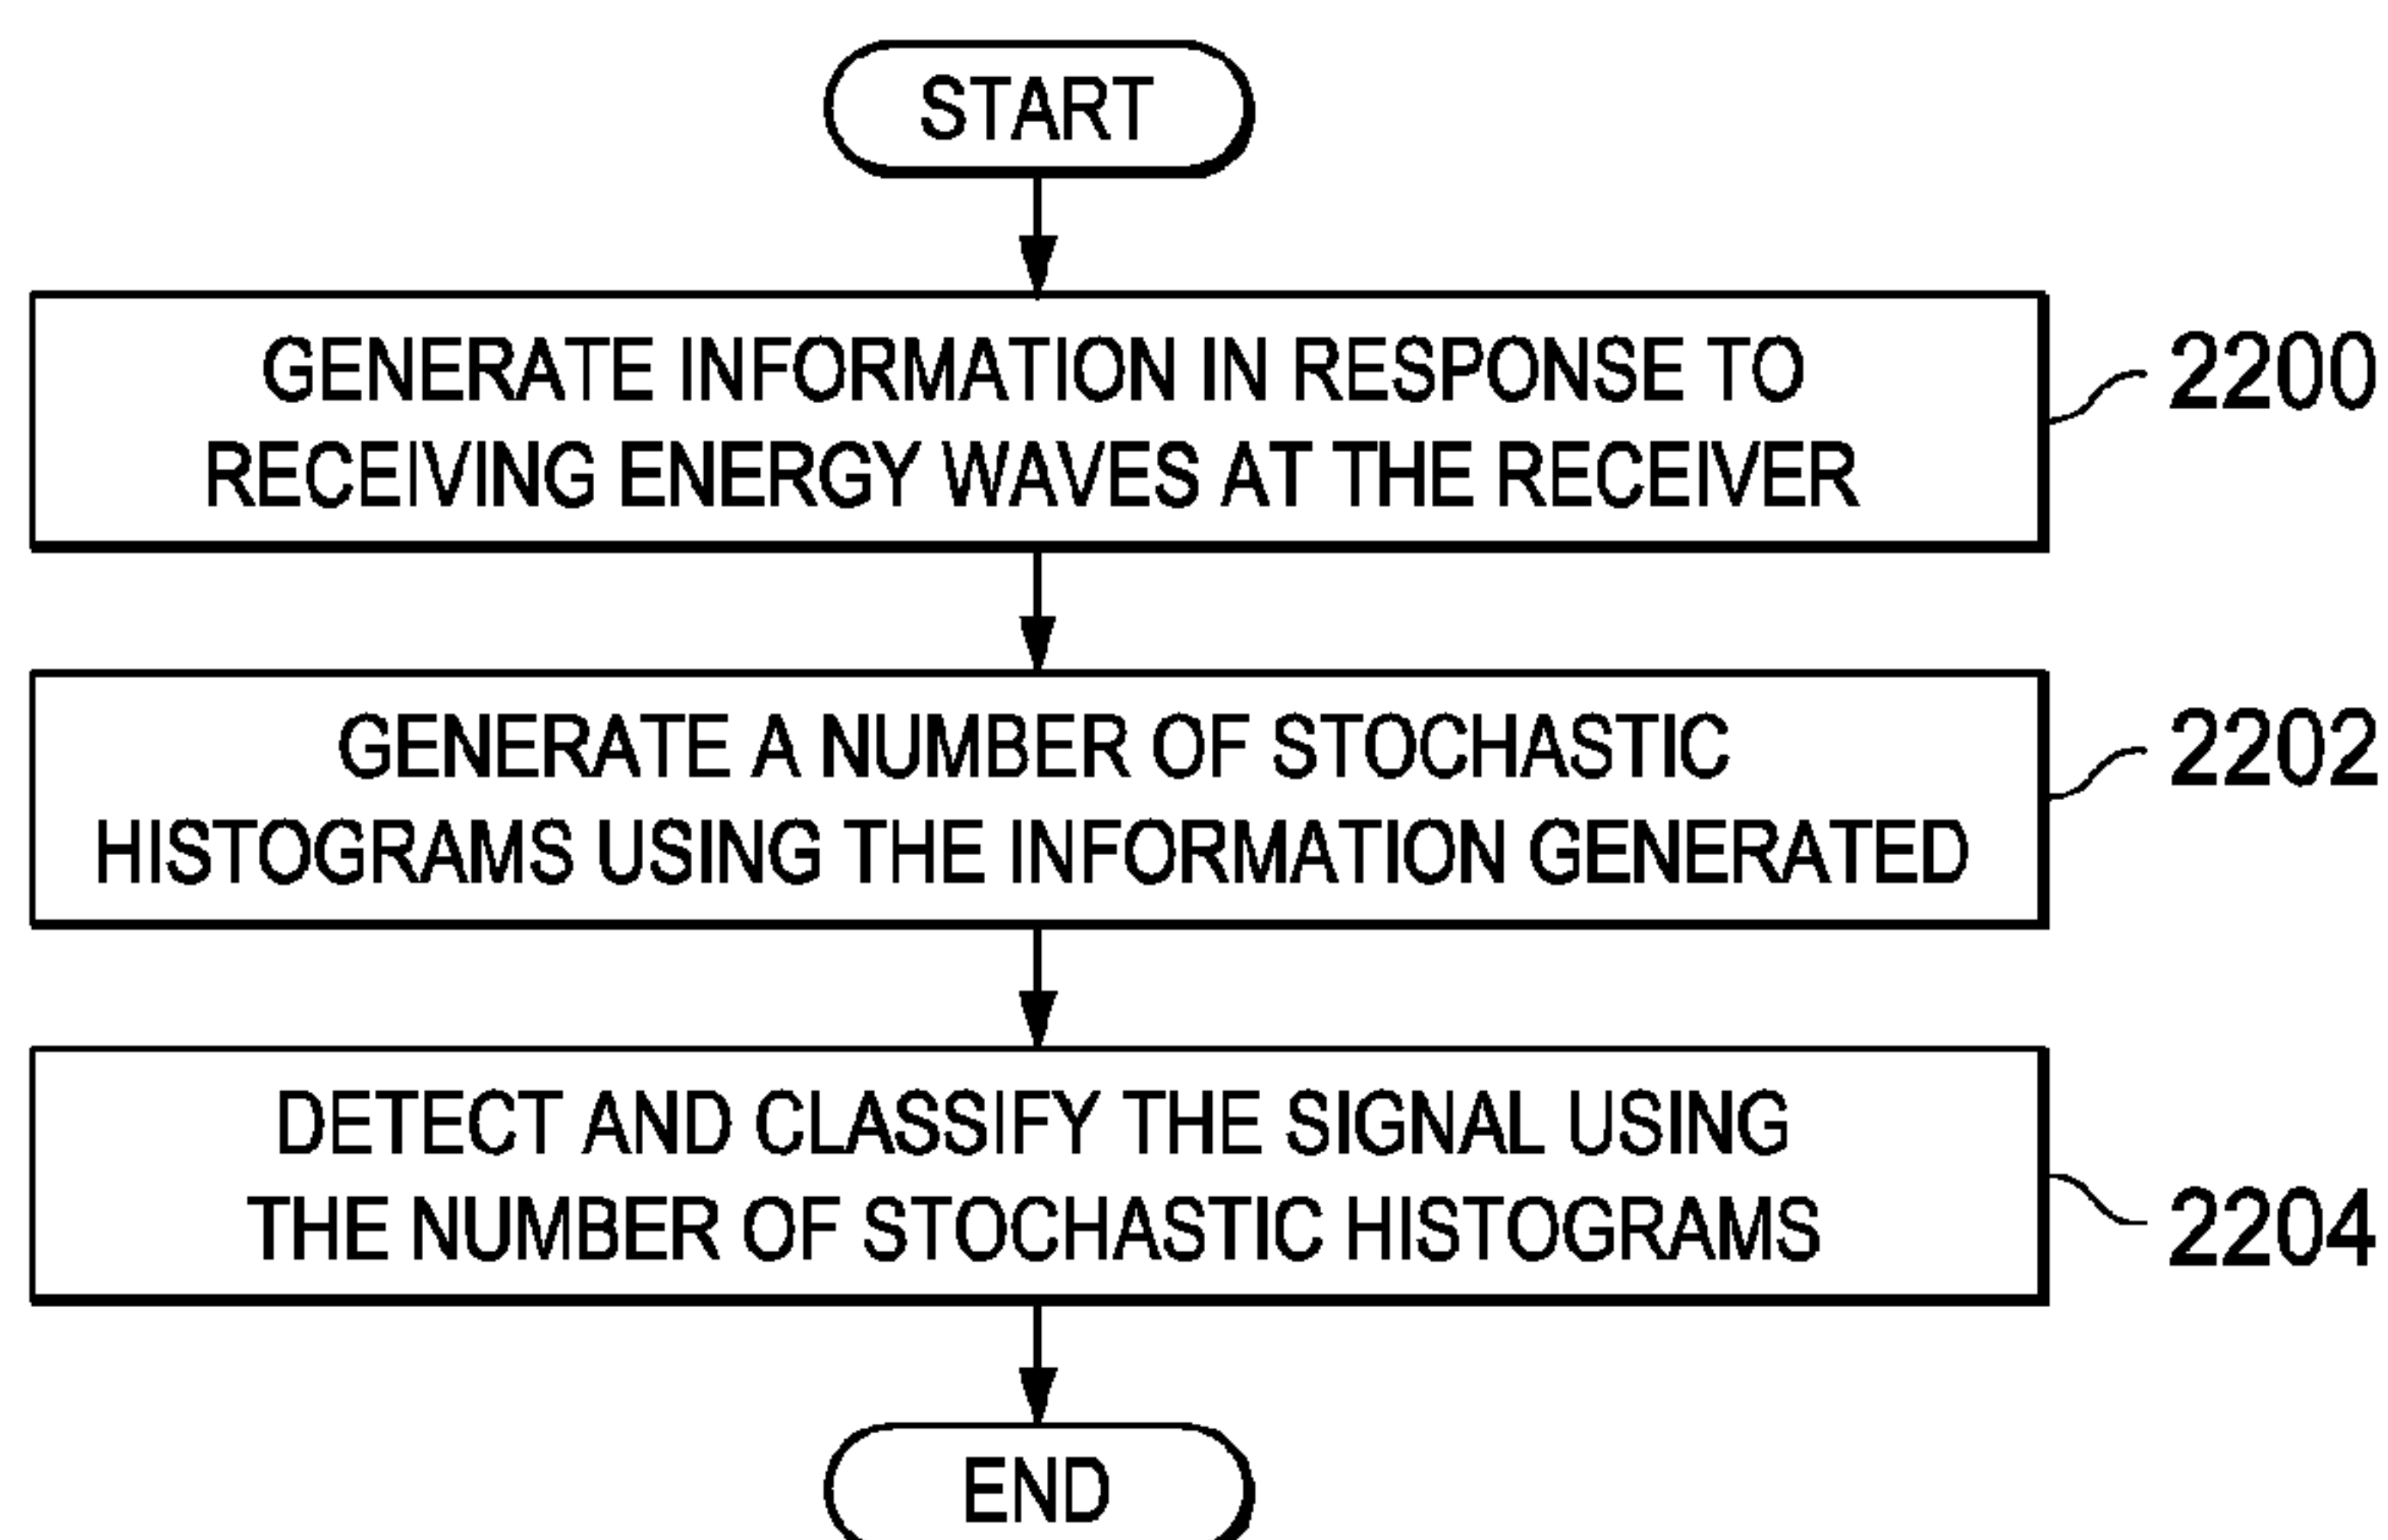 START
GENERATE INFORMATION IN RESPONSE TO
RECEIVING ENERGY WAVES AT THE RECEIVER
2200
GENERATE A NUMBER OF STOCHASTIC
HISTOGRAMS USING THE INFORMATION GENERATED
2202
DETECT AND CLASSIFY THE SIGNAL USING
THE NUMBER OF STOCHASTIC HISTOGRAMS
2204
END